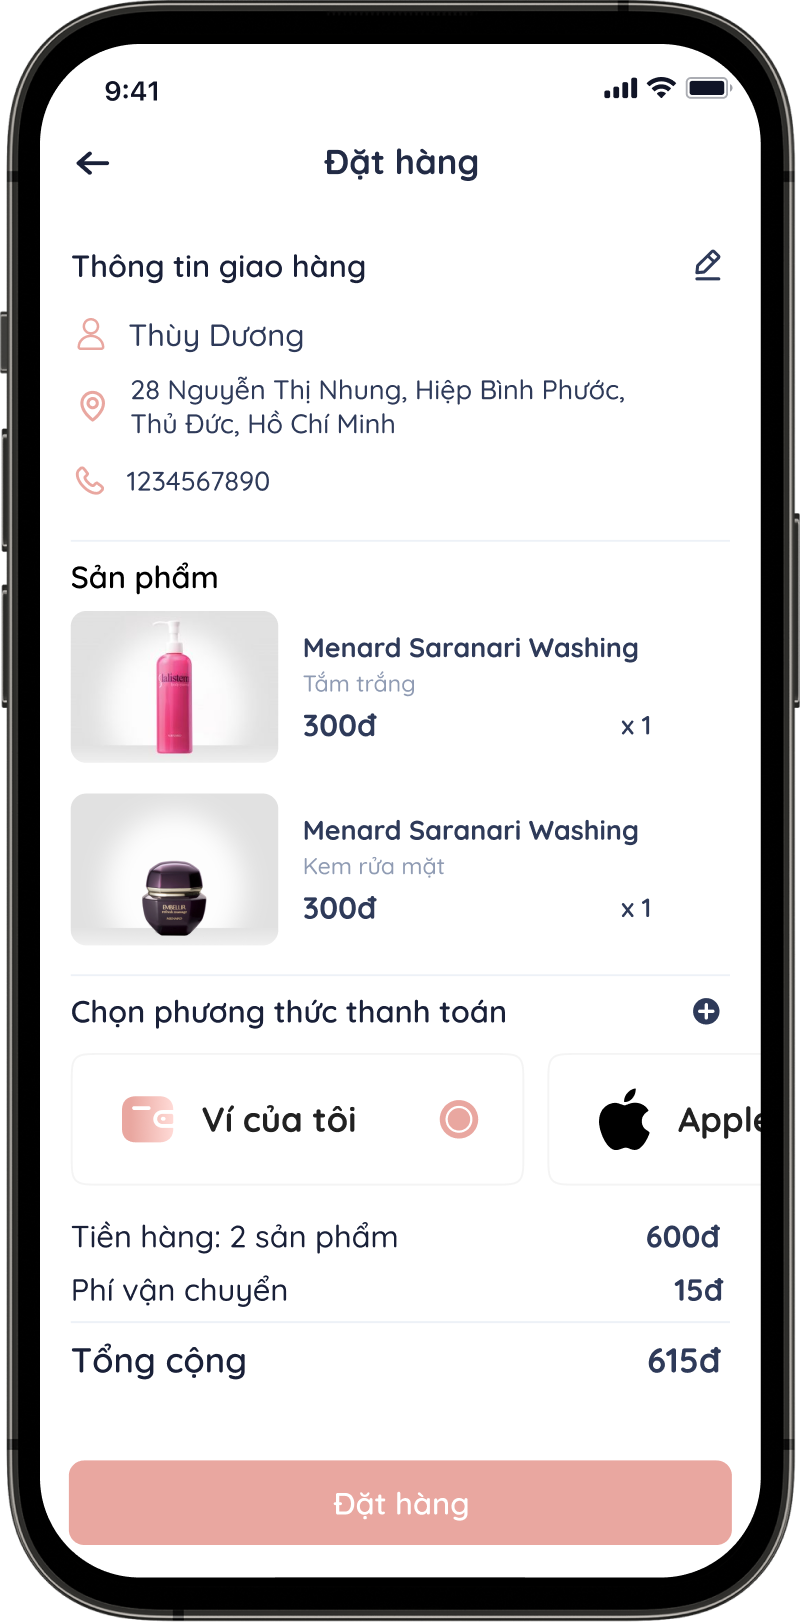 9:41
Đặt hàng
Thông tin giao hàng
Thùy Dương
28 Nguyễn Thị Nhung, Hiệp Bình Phước,
Thủ Đức, Hồ Chí Minh
1234567890
Sản phẩm
Menard Saranari Washing
Tắm trắng
300đ
x 1
Menard Saranari Washing
Kem rửa mặt
300đ
x 1
EMBELLIR
Chọn phương thức thanh toán
Ví của tôi
Apple
Tiền hàng: 2 sản phẩm
600đ
Phí vận chuyển
15đ
Tổng cộng
615đ
Đặt hàng